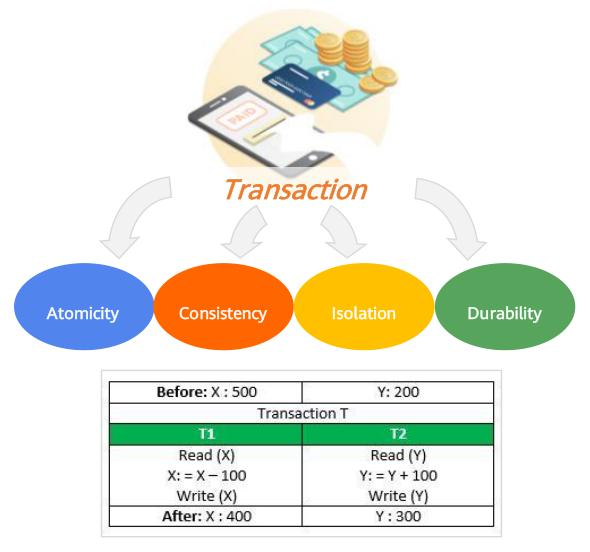 PAID
Transaction
Atomicity
Consistency
Isolation
Durability
Before: X : 500
Y: 200
Transaction T
T1
T2
Read (X)
Read (Y)
X: = X – 100
Y: = Y + 100
Write (X)
Write (Y)
After: X : 400
Y : 300